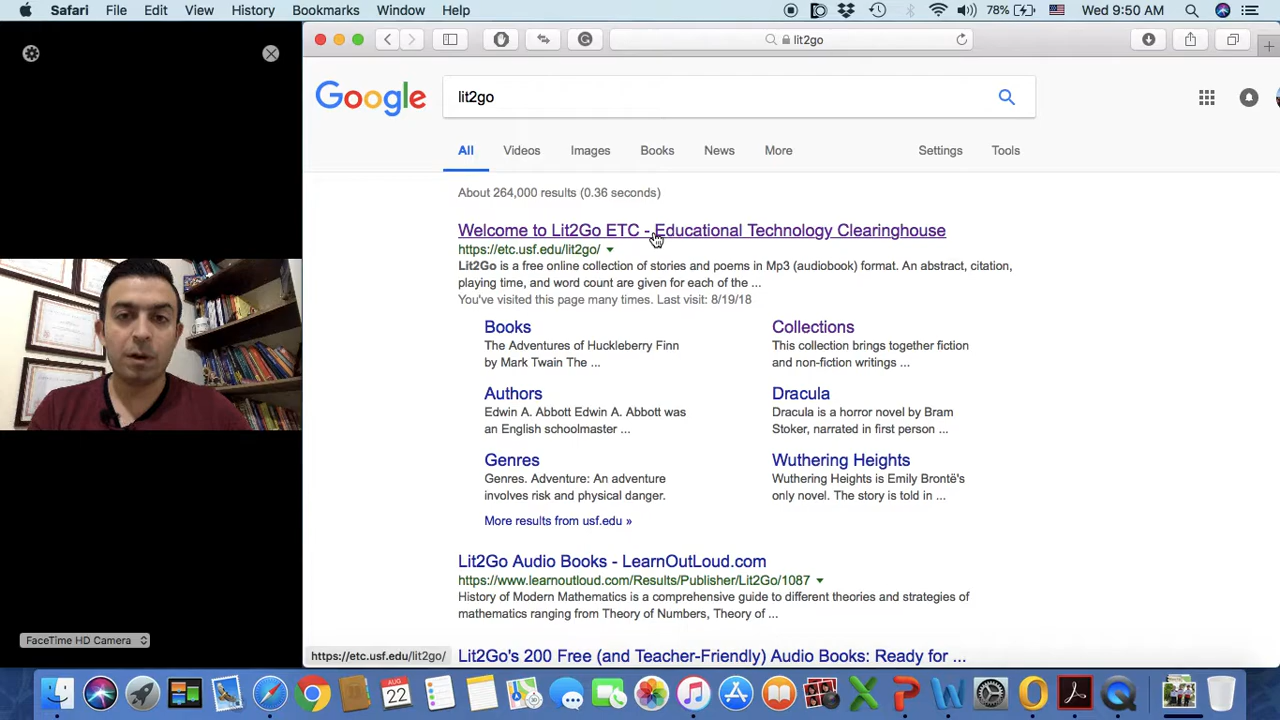 Safari File Edit View History Bookmarks Window Help 78% Wed 9:50 AM
lit2go
Google lit2go
All Videos Images Books News More Settings Tools
About 264,000 results (0.36 seconds)
Welcome to Lit2Go ETC - Educational Technology Clearinghouse
https://etc.usf.edu/lit2go/
Lit2Go is a free online collection of stories and poems in Mp3 (audiobook) format. An abstract, citation,
playing time, and word count are given for each of the ...
You've visited this page many times. Last visit: 8/19/18
Books
The Adventures of Huckleberry Finn
by Mark Twain The ...
Collections
This collection brings together fiction
and non-fiction writings ...
Authors
Edwin A. Abbott Edwin A. Abbott was
an English schoolmaster ...
Dracula
Dracula is a horror novel by Bram
Stoker, narrated in first person ...
Genres
Genres. Adventure: An adventure
involves risk and physical danger.
Wuthering Heights
Wuthering Heights is Emily Brontë's
only novel. The story is told in ...
More results from usf.edu »
Lit2Go Audio Books - LearnOutLoud.com
https://www.learnoutloud.com/Results/Publisher/Lit2Go/1087
History of Modern Mathematics is a comprehensive guide to different theories and strategies of
mathematics ranging from Theory of Numbers, Theory of ...
Lit2Go's 200 Free (and Teacher-Friendly) Audio Books: Ready for ...
FaceTime HD Camera
https://etc.usf.edu/lit2go/
AUG
22